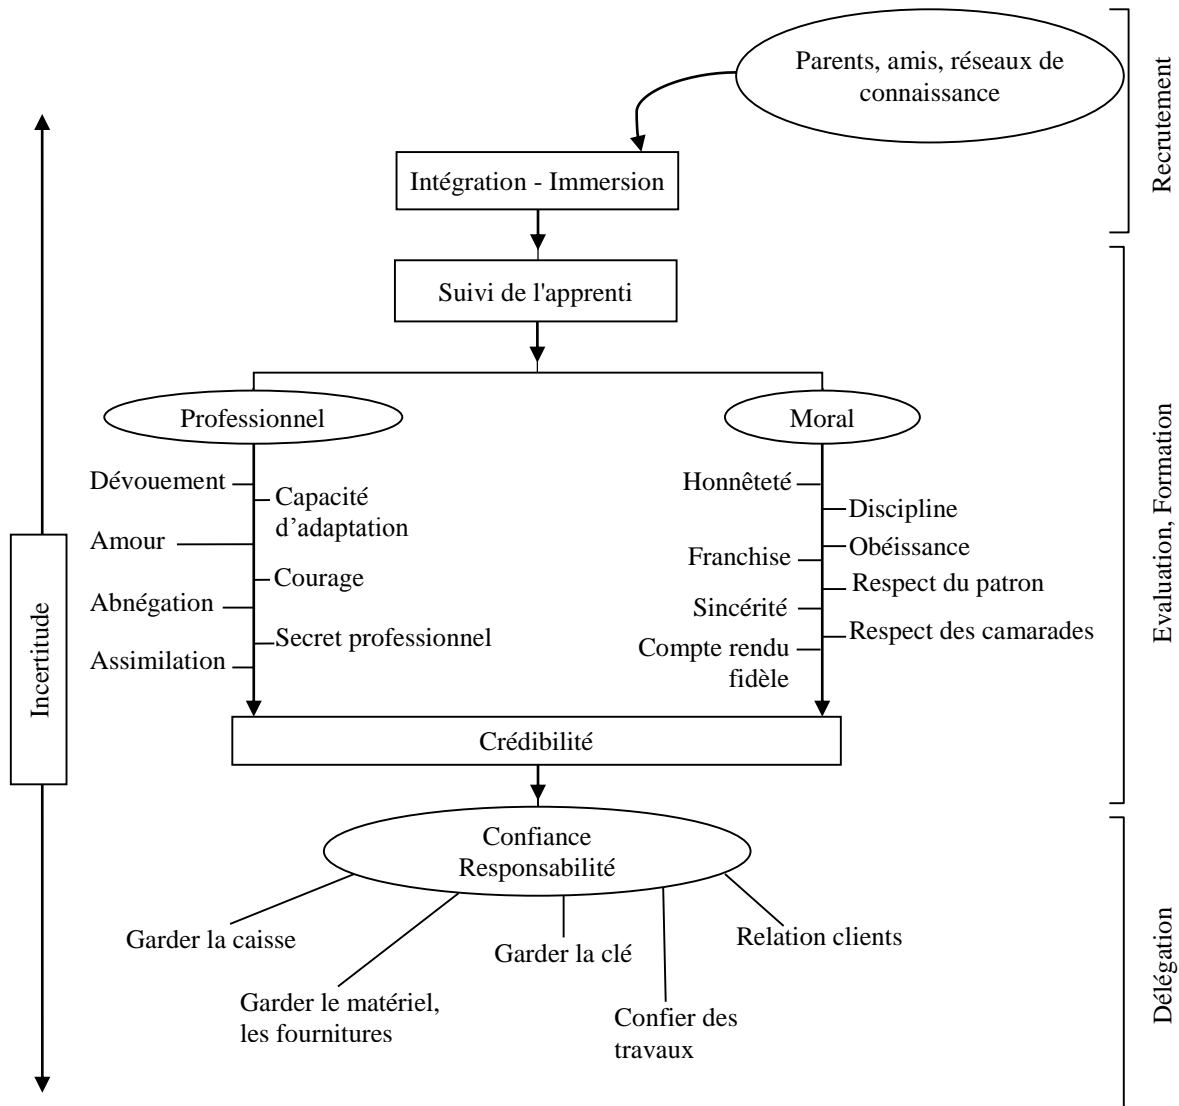 Parents, amis, réseaux de
connaissance
Recrutement
Intégration - Immersion
Suivi de l'apprenti
Professionnel
Moral
Dévouement
Capacité
d’adaptation
Amour
Courage
Abnégation
Secret professionnel
Assimilation
Honnêteté
Discipline
Obéissance
Franchise
Respect du patron
Sincérité
Respect des camarades
Compte rendu
fidèle
Evaluation, Formation
Incertitude
Crédibilité
Confiance
Responsabilité
Garder la caisse
Garder le matériel,
les fournitures
Garder la clé
Confier des
travaux
Relation clients
Délégation